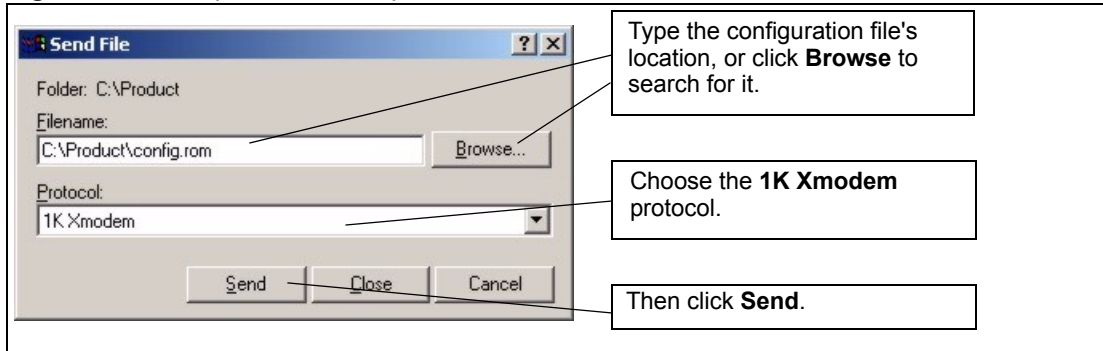 Send File
Folder: C:\Product
Filename:
C:\Product\config.rom
Browse...
Protocol:
1K Xmodem
Send
Close
Cancel
Type the configuration file's
location, or click Browse to
search for it.
Choose the 1K Xmodem
protocol.
Then click Send.